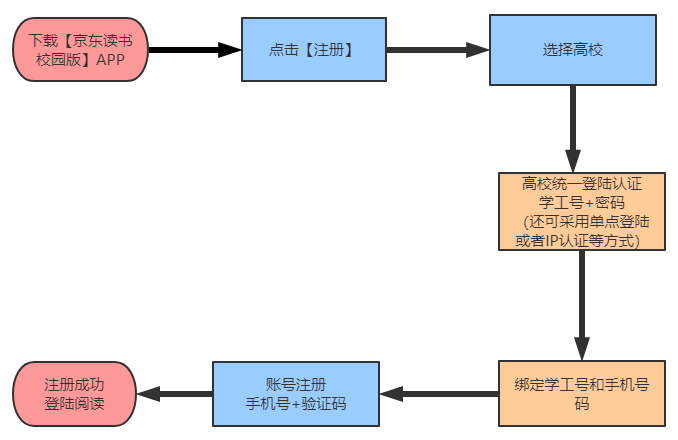 下载【京东读书
校园版】APP
点击【注册】
选择高校
高校统一登陆认证
学工号+密码
（还可采用单点登陆
或者IP认证等方式）
绑定学工号和手机号
码
账号注册
手机号+验证码
注册成功
登陆阅读